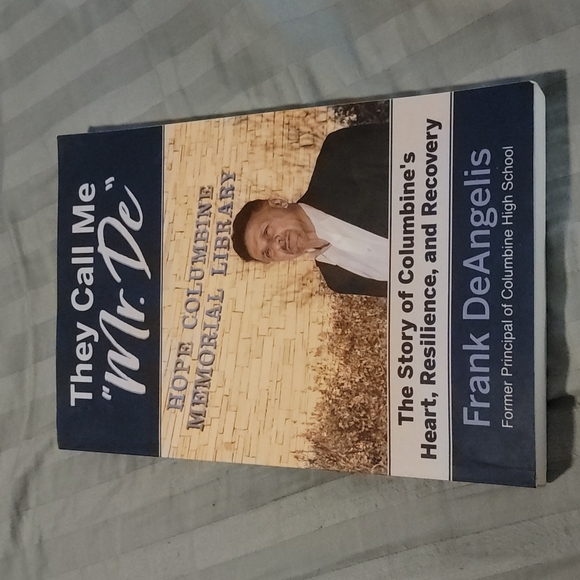 They Call Me
"Mr. De"
HOPE COLUMBINE
MEMORIAL LIBRARY
The Story of Columbine's
Heart, Resilience, and Recovery
Frank DeAngelis
Former Principal of Columbine High School